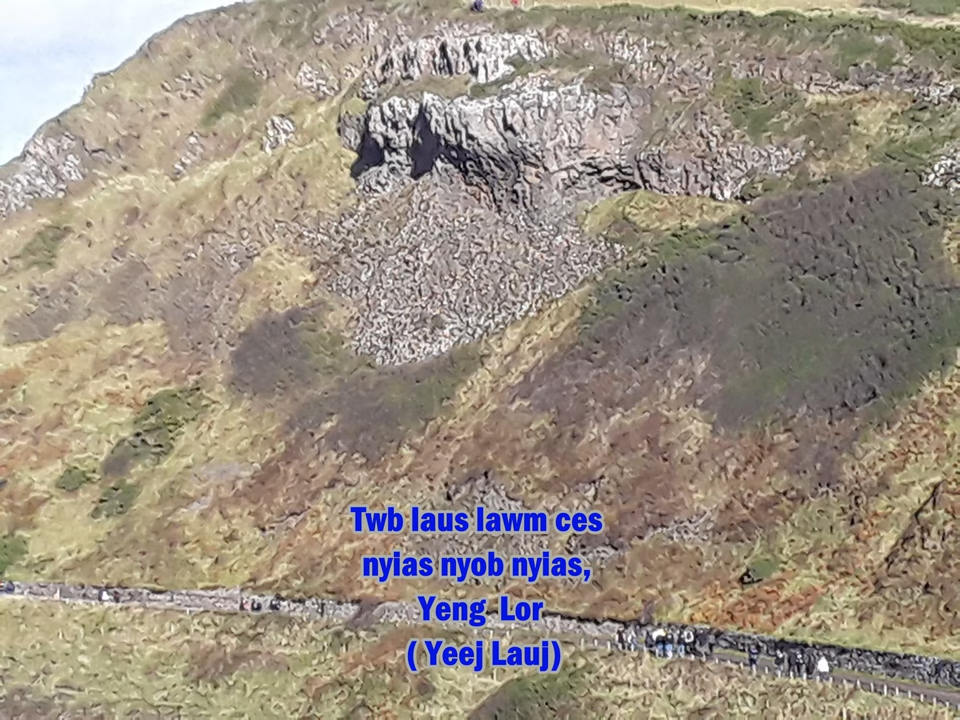 Twb laus lawm ces
nyias nyob nyias,
Yeng Lor
( Yeej Lauj)